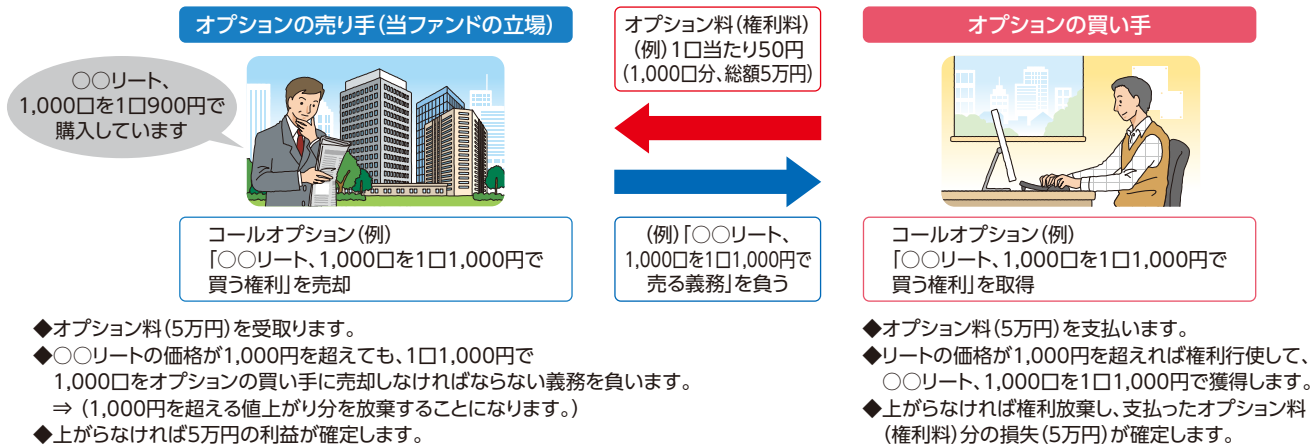 オプションの売り手（当ファンドの立場）
○○リート、
1,000口を1口900円で
購入しています
コールオプション（例）
「○○リート、1,000口を1口1,000円で
買う権利」を売却
◆オプション料（5万円）を受取ります。
◆○○リートの価格が1,000円を超えても、1口1,000円で
1,000口をオプションの買い手に売却しなければならない義務を負います。
⇒（1,000円を超える値上がり分を放棄することになります。）
◆上がらなければ5万円の利益が確定します。
オプション料（権利料）
（例）1口当たり50円
（1,000口分、総額5万円）
（例）「○○リート、
1,000口を1口1,000円で
売る義務」を負う
オプションの買い手
コールオプション（例）
「○○リート、1,000口を1口1,000円で
買う権利」を取得
◆オプション料（5万円）を支払います。
◆リートの価格が1,000円を超えれば権利行使して、
○○リート、1,000口を1口1,000円で獲得します。
◆上がらなければ権利放棄し、支払ったオプション料
（権利料）分の損失（5万円）が確定します。